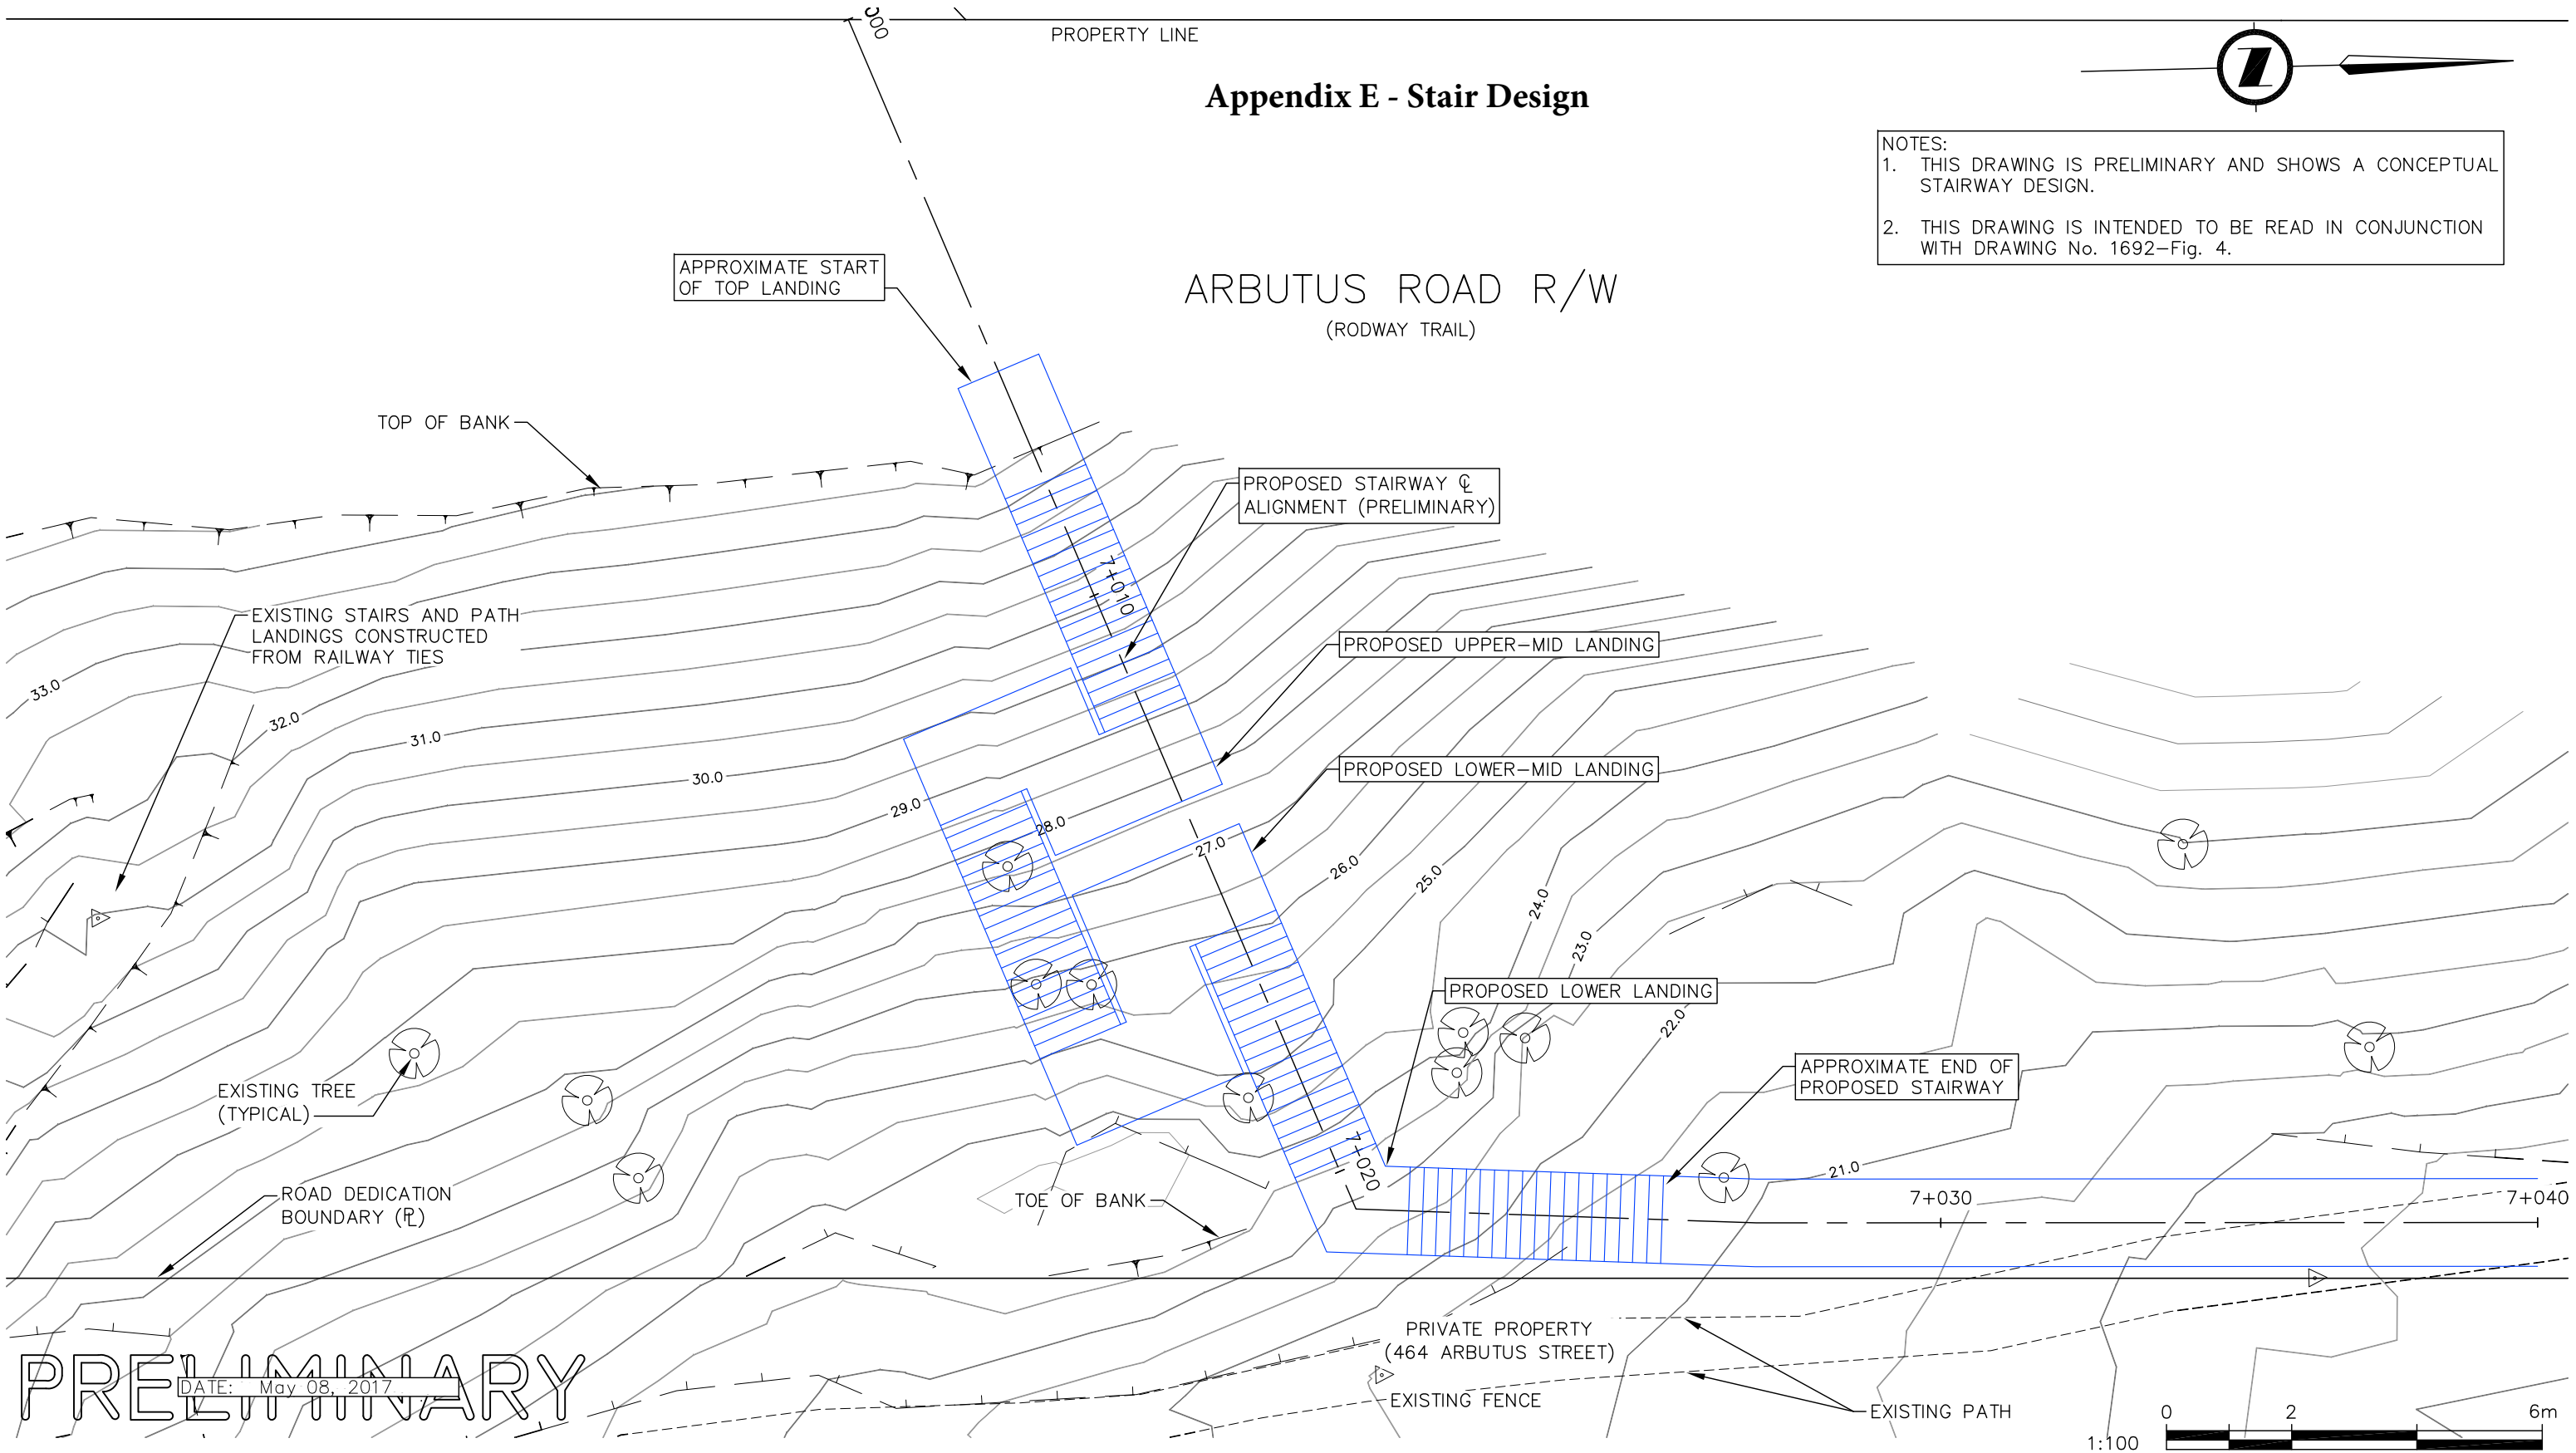 000
PROPERTY LINE
Appendix E - Stair Design
NOTES:
1. THIS DRAWING IS PRELIMINARY AND SHOWS A CONCEPTUAL
STAIRWAY DESIGN.
2. THIS DRAWING IS INTENDED TO BE READ IN CONJUNCTION
WITH DRAWING No. 1692-Fig. 4.
APPROXIMATE START
OF TOP LANDING
ARBUTUS ROAD R/W
(RODWAY TRAIL)
TOP OF BANK
PROPOSED STAIRWAY ℄
ALIGNMENT (PRELIMINARY)
7+010
EXISTING STAIRS AND PATH
LANDINGS CONSTRUCTED
FROM RAILWAY TIES
PROPOSED UPPER-MID LANDING
33.0
32.0
31.0
30.0
29.0
28.0
27.0
26.0
25.0
24.0
23.0
22.0
21.0
PROPOSED LOWER-MID LANDING
PROPOSED LOWER LANDING
APPROXIMATE END OF
PROPOSED STAIRWAY
EXISTING TREE
(TYPICAL)
7+020
7+030
7+040
ROAD DEDICATION
BOUNDARY (PL)
TOE OF BANK
PRIVATE PROPERTY
(464 ARBUTUS STREET)
EXISTING FENCE
EXISTING PATH
PRELIMINARY
DATE: May 08, 2017
0 2 6m
1:100